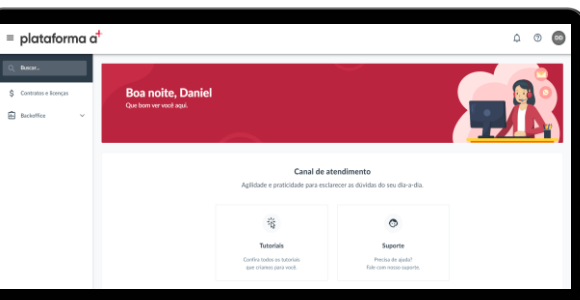 plataforma a+
Buscar...
Contratos e licenças
Backoffice
Boa noite, Daniel
Que bom ver você aqui.
Canal de atendimento
Agilidade e praticidade para esclarecer as dúvidas do seu dia-a-dia.
Tutoriais
Confira todos os tutoriais
que criamos para você.
Suporte
Precisa de ajuda?
Fale com nosso suporte.